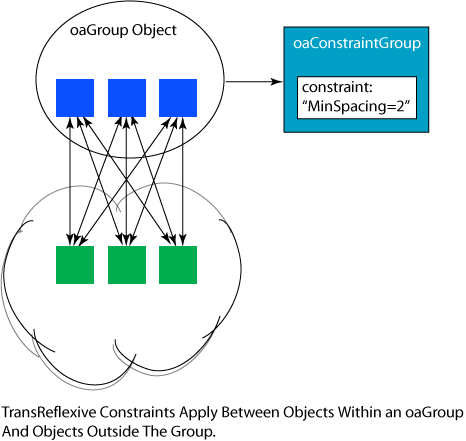 oaGroup Object
oaConstraintGroup
constraint:
“MinSpacing=2”
TransReflexive Constraints Apply Between Objects Within an oaGroup
And Objects Outside The Group.